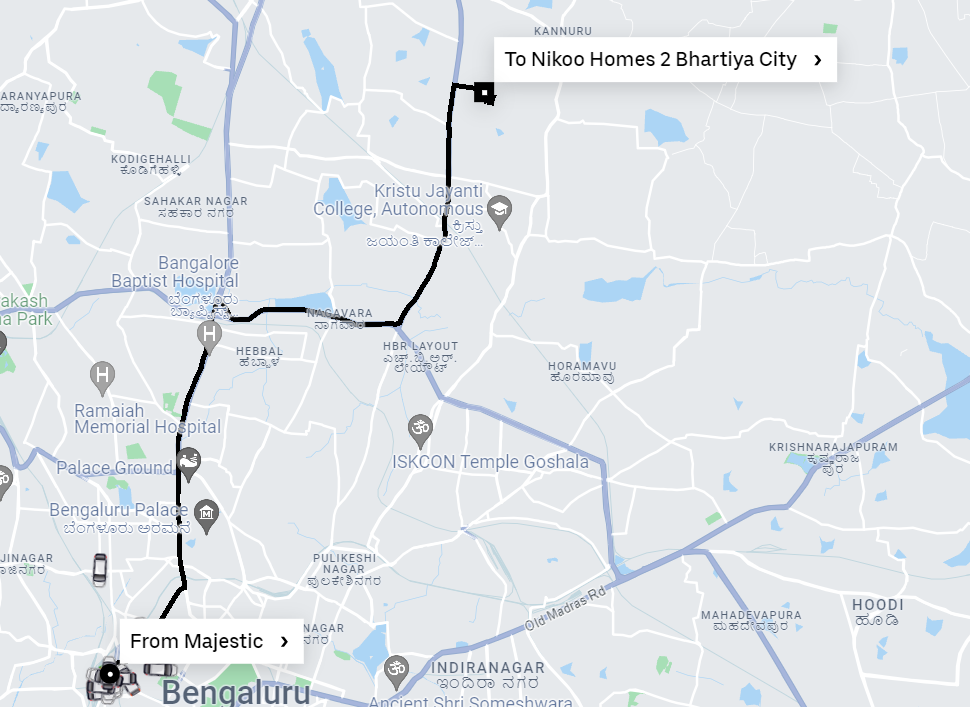 KANNURU
To Nikoo Homes 2 Bhartiya City
ARANYAPURA
ದ್ಯಾರಣ್ಯಪುರ
KODIGEHALLI
ಕೊಡಿಗೆಹಳ್ಳಿ
SAHAKAR NAGAR
ಸಹಕಾರ ನಗರ
Kristu Jayanti
College, Autonomous
ಕ್ರಿಸ್ತು
ಜಯಂತಿ ಕಾಲೇಜ್...
Bangalore
Baptist Hospital
ಬೆಂಗಳೂರು
akash
a Park
NAGAVARA
ನಾಗವಾರ
HEBBAL
ಹೆಬ್ಬಾಳ
HBR LAYOUT
ಎಚ್.ಬಿ.ಆರ್.
ಲೇಯೌಟ್
HORAMAVU
ಹೊರಮಾವು
Ramaiah
Memorial Hospital
ISKCON Temple Goshala
KRISHNARAJAPURAM
ಕೃಷ್ಣರಾಜ
ಪುರ
Palace Ground
Bengaluru Palace
ಬೆಂಗಳೂರು ಅರಮನೆ
JINAGAR
ಾಜಿನಗರ
PULIKESHI
NAGAR
ಪುಲಕೇಶಿನಗರ
Old Madras Rd
MAHADEVAPURA
ಮಹದೇವಪುರ
HOODI
ಹೂಡಿ
NAGAR
ನಗರ
From Majestic
INDIRANAGAR
ಇಂದಿರಾ ನಗರ
Bengaluru
Ancient Shri Someshwara